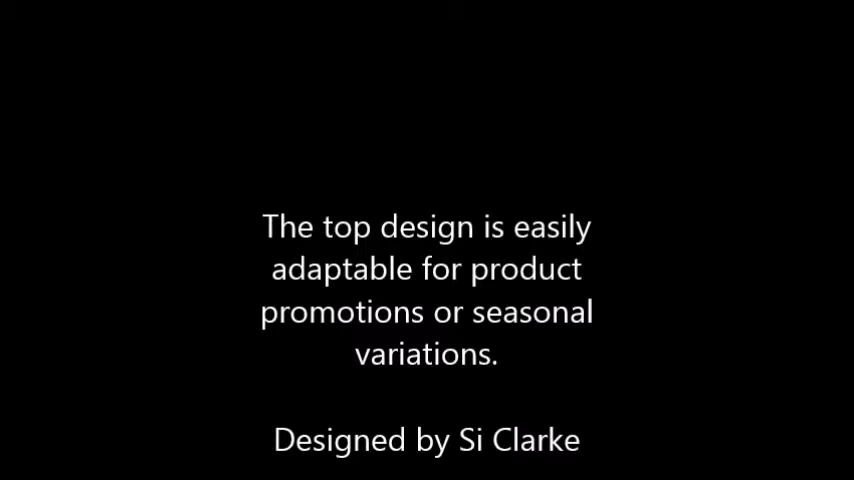 The top design is easily
adaptable for product
promotions or seasonal
variations.
Designed by Si Clarke